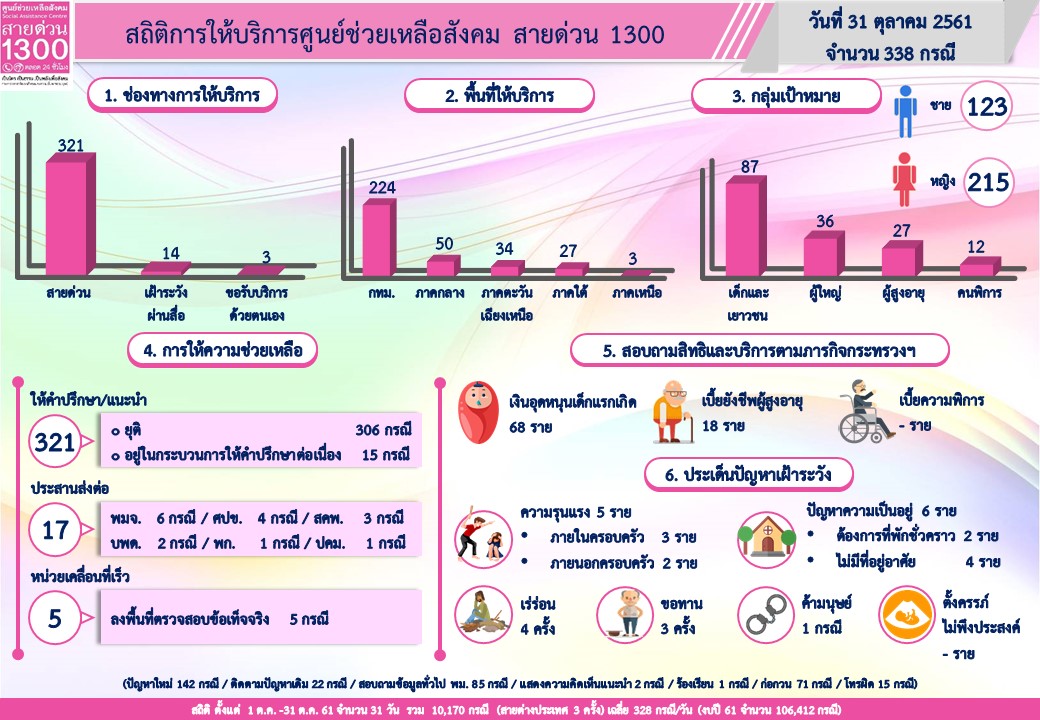 ศูนย์ช่วยเหลือสังคม
Social Assistance Centre
สายด่วน
1300
ตลอด 24 ชั่วโมง
สถิติการให้บริการศูนย์ช่วยเหลือสังคม สายด่วน 1300
วันที่ 31 ตุลาคม 2561
จำนวน 338 กรณี
1. ช่องทางการให้บริการ
321
14
3
สายด่วน
เฝ้าระวัง
ผ่านสื่อ
ขอรับบริการ
ด้วยตนเอง
2. พื้นที่ให้บริการ
224
50
34
27
3
กทม.
ภาคกลาง
ภาคตะวัน
เฉียงเหนือ
ภาคใต้
ภาคเหนือ
3. กลุ่มเป้าหมาย
ชาย
123
หญิง
215
87
36
27
12
เด็กและ
เยาวชน
ผู้ใหญ่
ผู้สูงอายุ
คนพิการ
4. การให้ความช่วยเหลือ
ให้คำปรึกษา/แนะนำ
321
o ยุติ 306 กรณี
o อยู่ในกระบวนการให้คำปรึกษาต่อเนื่อง 15 กรณี
ประสานส่งต่อ
17
พมจ. 6 กรณี / ศปข. 4 กรณี / สคพ. 3 กรณี
บพด. 2 กรณี / พก. 1 กรณี / ปคม. 1 กรณี
หน่วยเคลื่อนที่เร็ว
5
ลงพื้นที่ตรวจสอบข้อเท็จจริง 5 กรณี
5. สอบถามสิทธิและบริการตามภารกิจกระทรวงฯ
เงินอุดหนุนเด็กแรกเกิด
68 ราย
เบี้ยยังชีพผู้สูงอายุ
18 ราย
เบี้ยความพิการ
- ราย
6. ประเด็นปัญหาเฝ้าระวัง
ความรุนแรง 5 ราย
• ภายในครอบครัว 3 ราย
• ภายนอกครอบครัว 2 ราย
ปัญหาความเป็นอยู่ 6 ราย
• ต้องการที่พักชั่วคราว 2 ราย
• ไม่มีที่อยู่อาศัย 4 ราย
เร่ร่อน
4 ครั้ง
ขอทาน
3 ครั้ง
ค้ามนุษย์
1 กรณี
ตั้งครรภ์
ไม่พึงประสงค์
- ราย
(ปัญหาใหม่ 142 กรณี / ติดตามปัญหาเดิม 22 กรณี / สอบถามข้อมูลทั่วไป พม. 85 กรณี / แสดงความคิดเห็นแนะนำ 2 กรณี / ร้องเรียน 1 กรณี / ก่อกวน 71 กรณี / โทรผิด 15 กรณี)
สถิติ ตั้งแต่ 1 ต.ค. -31 ต.ค. 61 จำนวน 31 วัน รวม 10,170 กรณี (สายต่างประเทศ 3 ครั้ง) เฉลี่ย 328 กรณี/วัน (งบปี 61 จำนวน 106,412 กรณี)